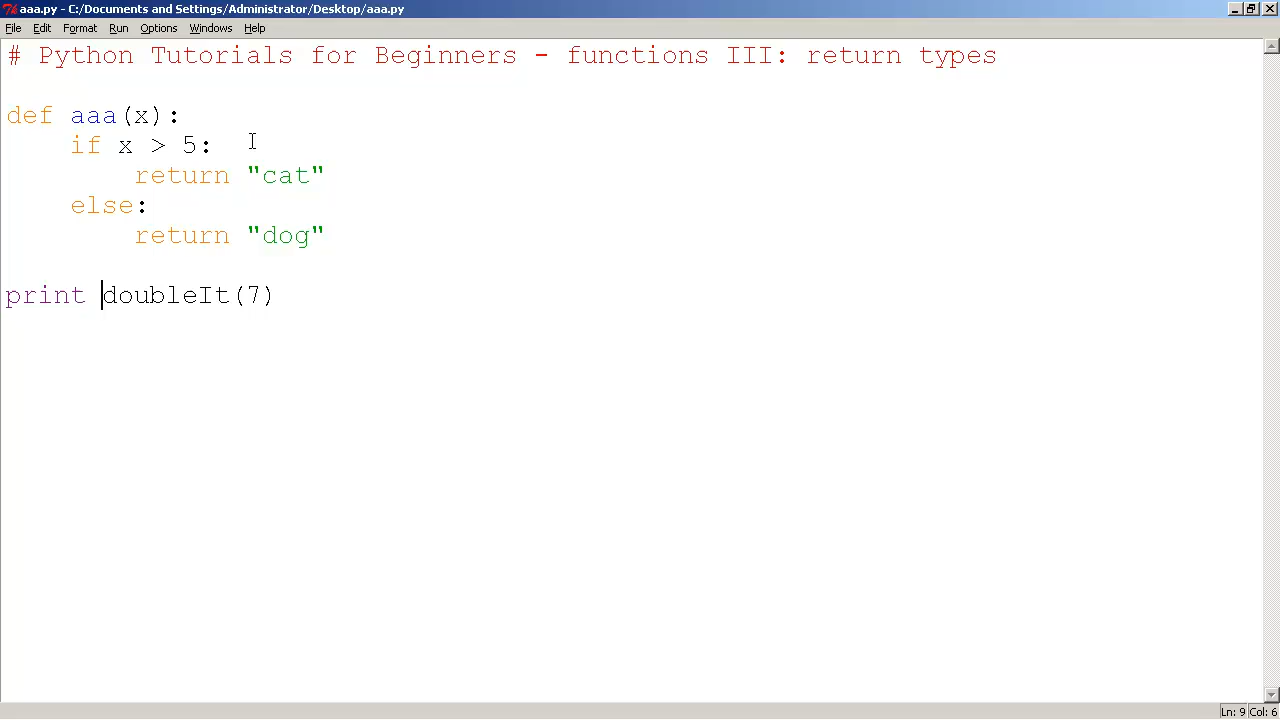 aaa.py - C:/Documents and Settings/Administrator/Desktop/aaa.py
File Edit Format Run Options Windows Help
# Python Tutorials for Beginners - functions III: return types
def aaa(x):
    if x > 5:
        return "cat"
    else:
        return "dog"
print doubleIt(7)
Ln: 9 Col: 6